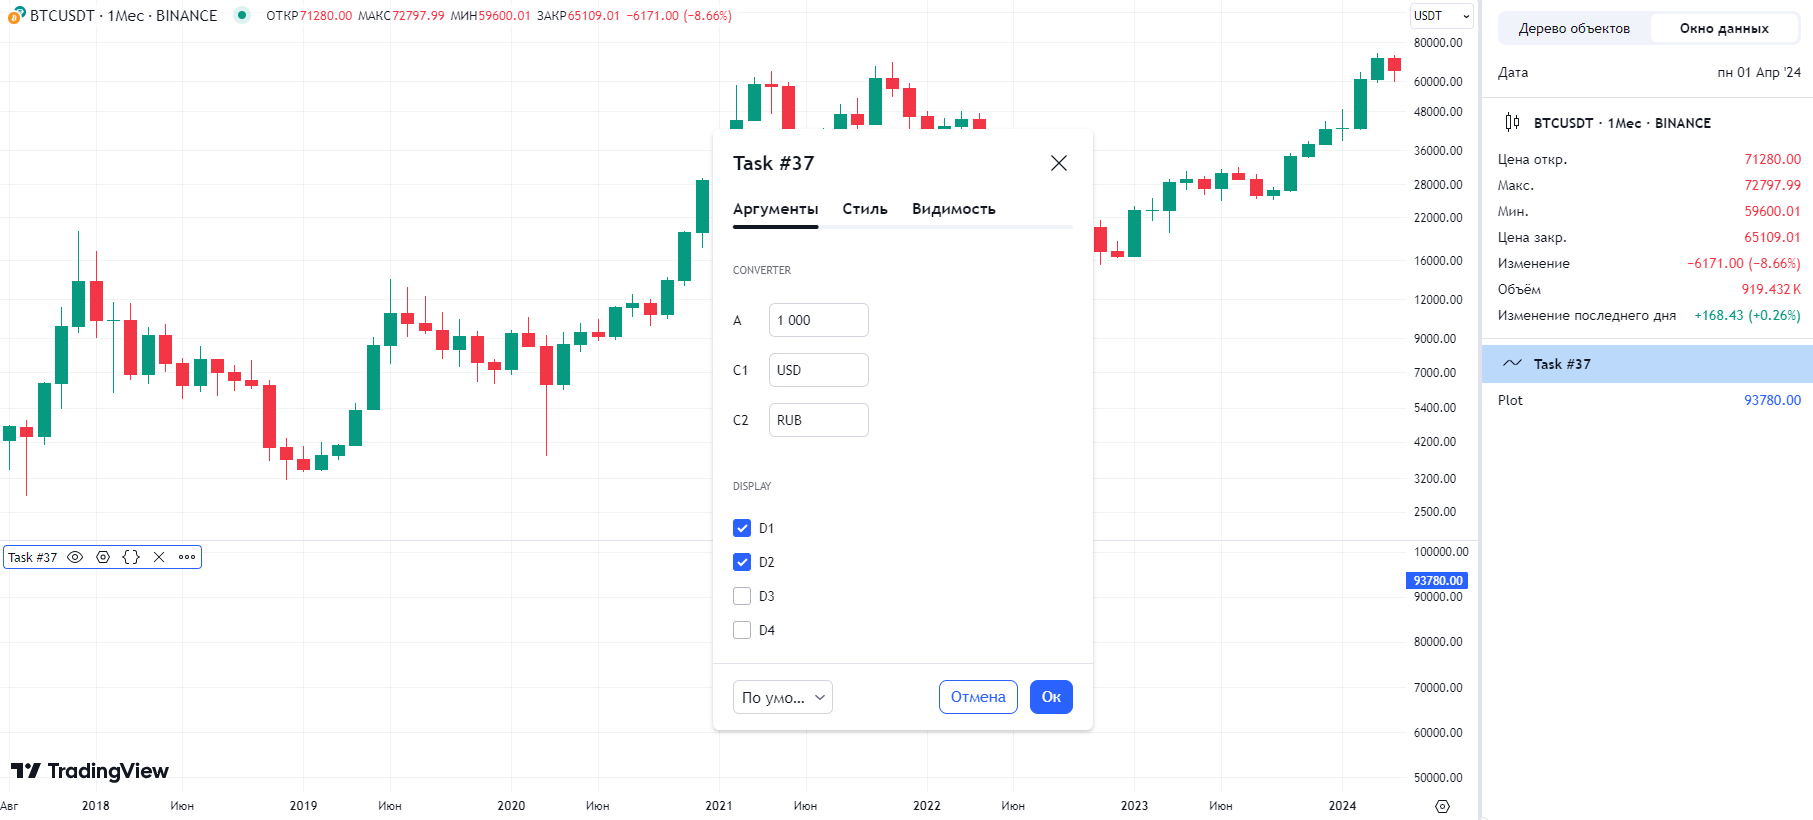 BTCUSDT · 1Мес · BINANCE
ОТКР71280.00 МАКС72797.99 МИН59600.01 ЗАКР65109.01 −6171.00 (−8.66%)
USDT
80000.00
60000.00
48000.00
36000.00
28000.00
22000.00
16000.00
12000.00
9000.00
7000.00
5400.00
4200.00
3200.00
2500.00
Task #37
100000.00
93780.00
90000.00
80000.00
70000.00
60000.00
50000.00
TradingView
Авг 2018 Июн 2019 Июн 2020 Июн 2021 Июн 2022 Июн 2023 Июн 2024
Task #37
Аргументы Стиль Видимость
CONVERTER
A 1 000
C1 USD
C2 RUB
DISPLAY
D1
D2
D3
D4
По умо...
Отмена
Ок
Дерево объектов
Окно данных
Дата пн 01 Апр '24
BTCUSDT · 1Мес · BINANCE
Цена откр. 71280.00
Макс. 72797.99
Мин. 59600.01
Цена закр. 65109.01
Изменение −6171.00 (−8.66%)
Объём 919.432K
Изменение последнего дня +168.43 (+0.26%)
Task #37
Plot 93780.00